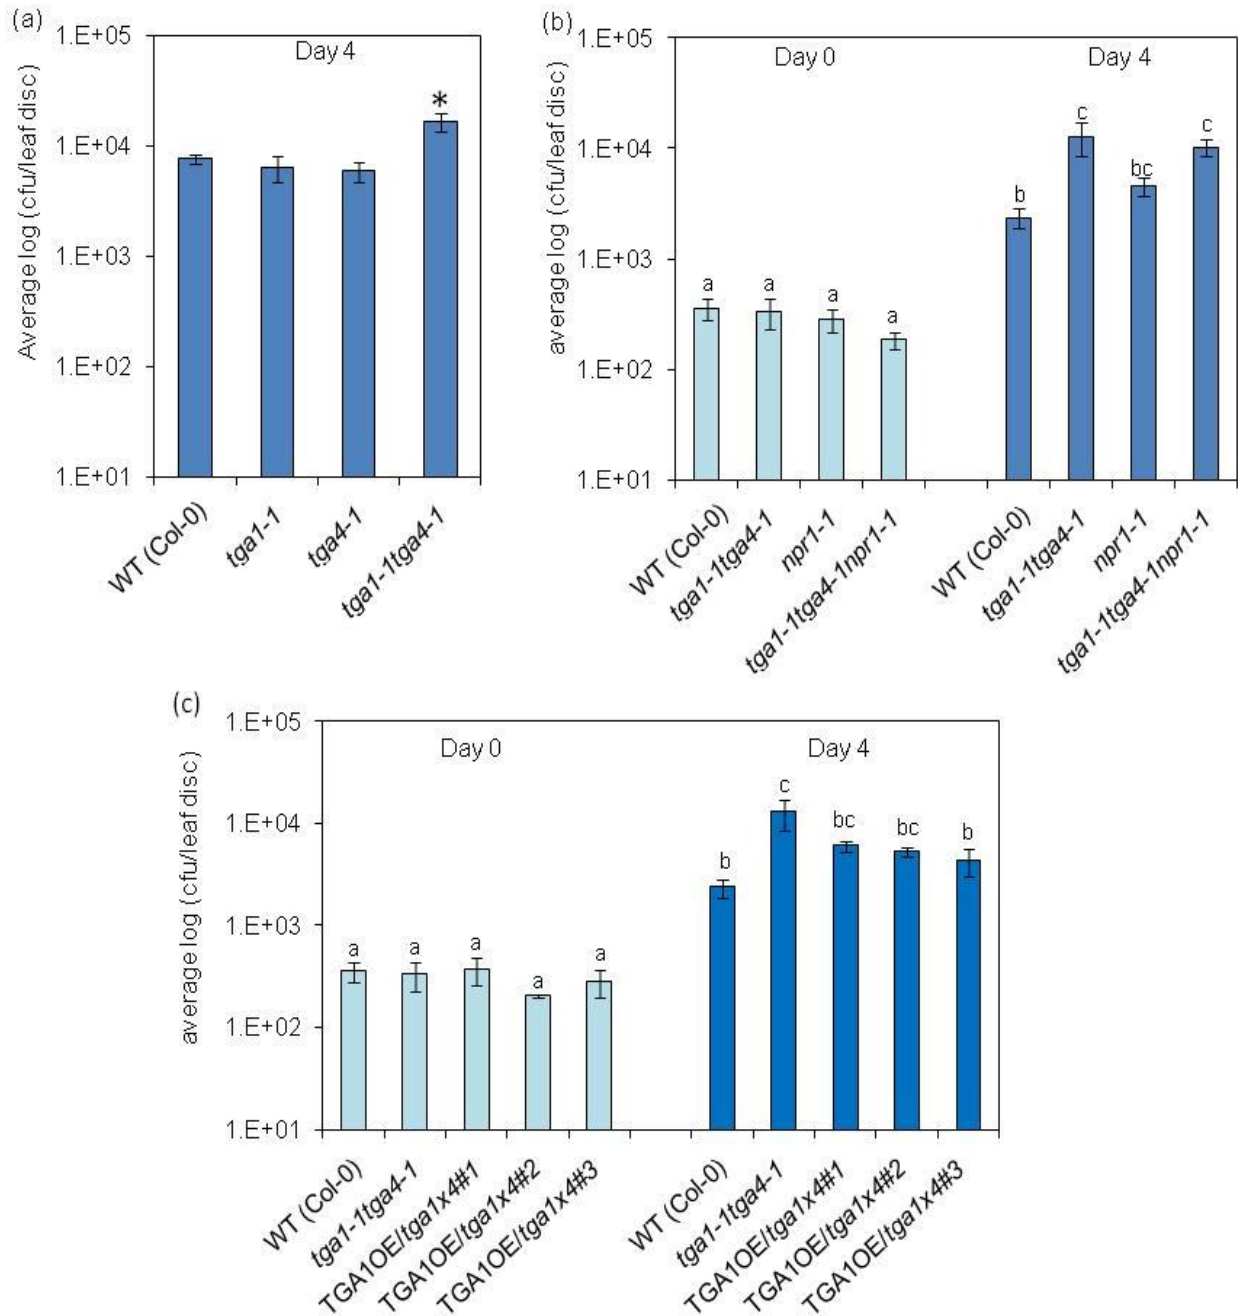 (a)
Average log (cfu/leaf disc)
1.E+05
1.E+04
1.E+03
1.E+02
1.E+01
Day 4
*
WT (Col-0)
tga1-1
tga4-1
tga1-1tga4-1
(b)
average log (cfu/leaf disc)
1.E+05
1.E+04
1.E+03
1.E+02
1.E+01
Day 0
Day 4
a
a
a
a
b
c
bc
c
WT (Col-0)
tga1-1tga4-1
npr1-1
tga1-1tga4-1npr1-1
WT (Col-0)
tga1-1tga4-1
npr1-1
tga1-1tga4-1npr1-1
(c)
average log (cfu/leaf disc)
1.E+05
1.E+04
1.E+03
1.E+02
1.E+01
Day 0
Day 4
a
a
a
a
a
b
c
bc
bc
b
WT (Col-0)
tga1-1tga4-1
TGA1OE/tga1x4#1
TGA1OE/tga1x4#2
TGA1OE/tga1x4#3
WT (Col-0)
tga1-1tga4-1
TGA1OE/tga1x4#1
TGA1OE/tga1x4#2
TGA1OE/tga1x4#3